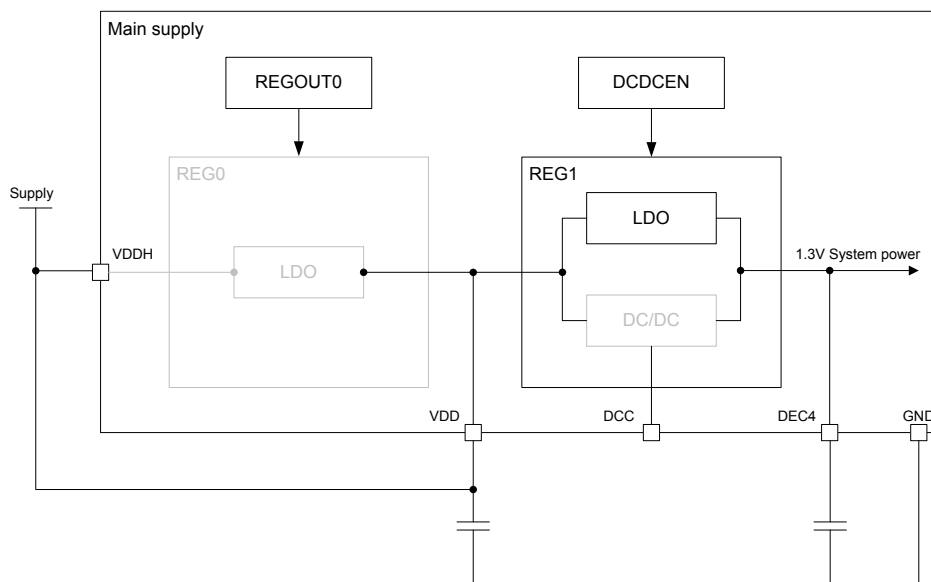 Main supply
REGOUT0
DCDCEN
REG0
REG1
Supply
LDO
VDDH
1.3V System power
LDO
DC/DC
VDD
DCC
DEC4
GND